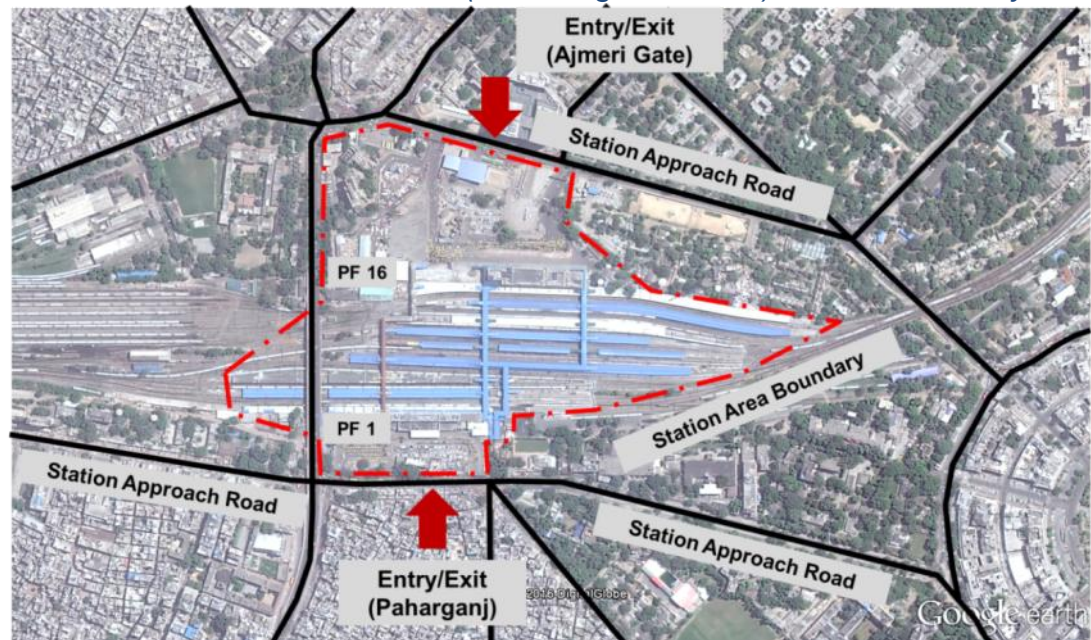 Entry/Exit
(Ajmeri Gate)
Station Approach Road
PF 16
Station Area Boundary
PF 1
Station Approach Road
Station Approach Road
Entry/Exit
(Paharganj)
Google earth